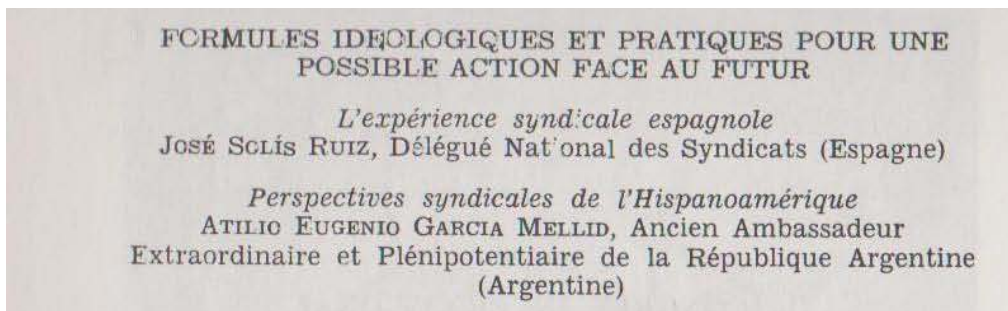 FORMULES IDEOLOGIQUES ET PRATIQUES POUR UNE
POSSIBLE ACTION FACE AU FUTUR
L'expérience syndicale espagnole
JOSÉ SOLÍS RUIZ, Délégué National des Syndicats (Espagne)
Perspectives syndicales de l'Hispanoamérique
ATILIO EUGENIO GARCIA MELLID, Ancien Ambassadeur
Extraordinaire et Plénipotentiaire de la République Argentine
(Argentine)